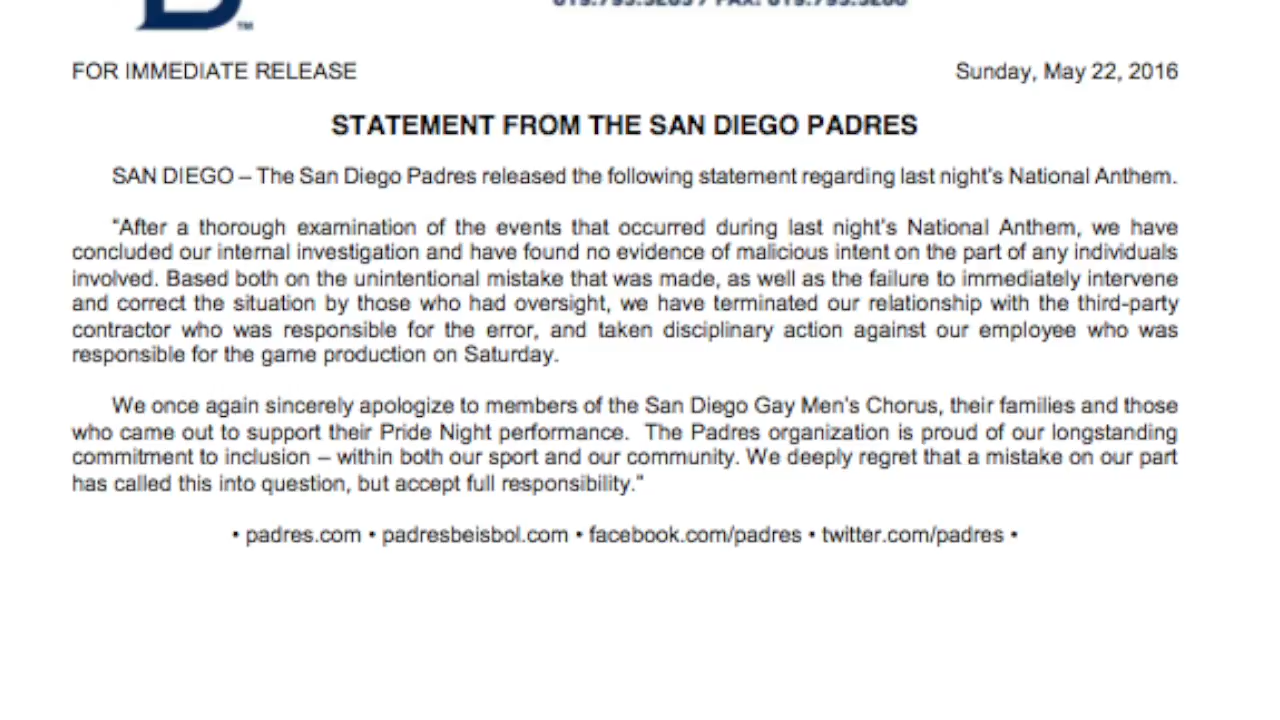 FOR IMMEDIATE RELEASE Sunday, May 22, 2016
STATEMENT FROM THE SAN DIEGO PADRES
SAN DIEGO – The San Diego Padres released the following statement regarding last night's National Anthem.
"After a thorough examination of the events that occurred during last night's National Anthem, we have
concluded our internal investigation and have found no evidence of malicious intent on the part of any individuals
involved. Based both on the unintentional mistake that was made, as well as the failure to immediately intervene
and correct the situation by those who had oversight, we have terminated our relationship with the third-party
contractor who was responsible for the error, and taken disciplinary action against our employee who was
responsible for the game production on Saturday.
We once again sincerely apologize to members of the San Diego Gay Men's Chorus, their families and those
who came out to support their Pride Night performance. The Padres organization is proud of our longstanding
commitment to inclusion – within both our sport and our community. We deeply regret that a mistake on our part
has called this into question, but accept full responsibility."
• padres.com • padresbeisbol.com • facebook.com/padres • twitter.com/padres •